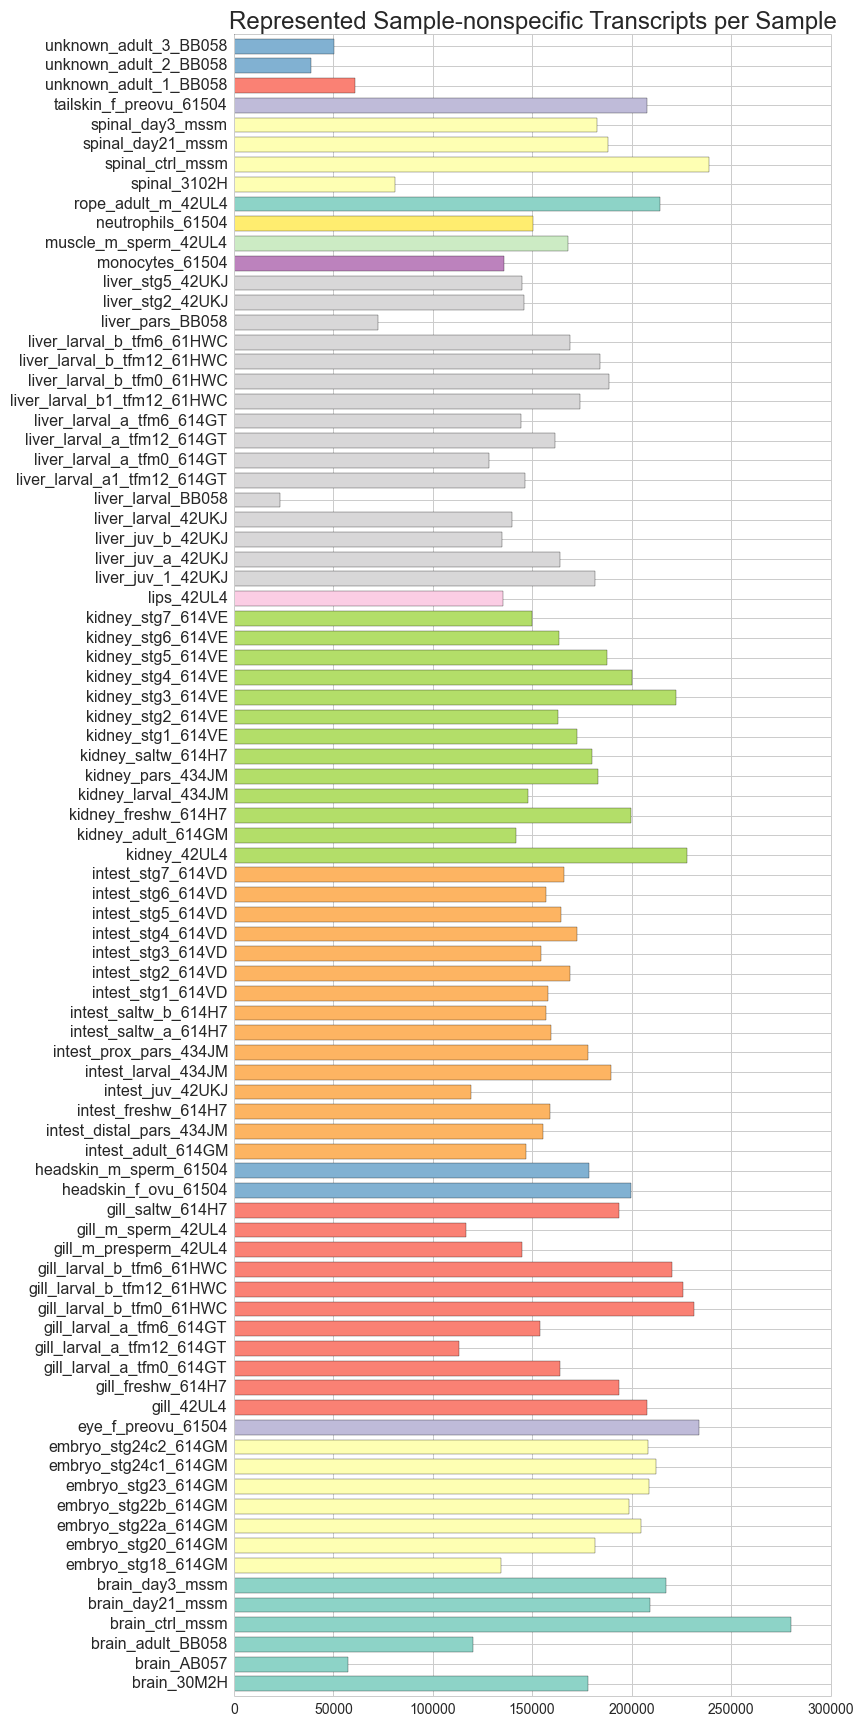 Represented Sample-nonspecific Transcripts per Sample
unknown_adult_3_BB058
unknown_adult_2_BB058
unknown_adult_1_BB058
tailskin_f_preovu_61504
spinal_day3_mssm
spinal_day21_mssm
spinal_ctrl_mssm
spinal_3102H
rope_adult_m_42UL4
neutrophils_61504
muscle_m_sperm_42UL4
monocytes_61504
liver_stg5_42UKJ
liver_stg2_42UKJ
liver_pars_BB058
liver_larval_b_tfm6_61HWC
liver_larval_b_tfm12_61HWC
liver_larval_b_tfm0_61HWC
liver_larval_b1_tfm12_61HWC
liver_larval_a_tfm6_614GT
liver_larval_a_tfm12_614GT
liver_larval_a_tfm0_614GT
liver_larval_a1_tfm12_614GT
liver_larval_BB058
liver_larval_42UKJ
liver_juv_b_42UKJ
liver_juv_a_42UKJ
liver_juv_1_42UKJ
lips_42UL4
kidney_stg7_614VE
kidney_stg6_614VE
kidney_stg5_614VE
kidney_stg4_614VE
kidney_stg3_614VE
kidney_stg2_614VE
kidney_stg1_614VE
kidney_saltw_614H7
kidney_pars_434JM
kidney_larval_434JM
kidney_freshw_614H7
kidney_adult_614GM
kidney_42UL4
intest_stg7_614VD
intest_stg6_614VD
intest_stg5_614VD
intest_stg4_614VD
intest_stg3_614VD
intest_stg2_614VD
intest_stg1_614VD
intest_saltw_b_614H7
intest_saltw_a_614H7
intest_prox_pars_434JM
intest_larval_434JM
intest_juv_42UKJ
intest_freshw_614H7
intest_distal_pars_434JM
intest_adult_614GM
headskin_m_sperm_61504
headskin_f_ovu_61504
gill_saltw_614H7
gill_m_sperm_42UL4
gill_m_presperm_42UL4
gill_larval_b_tfm6_61HWC
gill_larval_b_tfm12_61HWC
gill_larval_b_tfm0_61HWC
gill_larval_a_tfm6_614GT
gill_larval_a_tfm12_614GT
gill_larval_a_tfm0_614GT
gill_freshw_614H7
gill_42UL4
eye_f_preovu_61504
embryo_stg24c2_614GM
embryo_stg24c1_614GM
embryo_stg23_614GM
embryo_stg22b_614GM
embryo_stg22a_614GM
embryo_stg20_614GM
embryo_stg18_614GM
brain_day3_mssm
brain_day21_mssm
brain_ctrl_mssm
brain_adult_BB058
brain_AB057
brain_30M2H
0 50000 100000 150000 200000 250000 300000